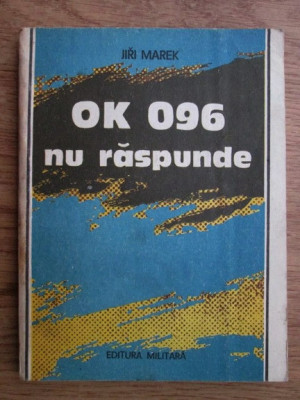 JIŘI MAREK
OK 096
nu răspunde
EDITURA MILITARĂ